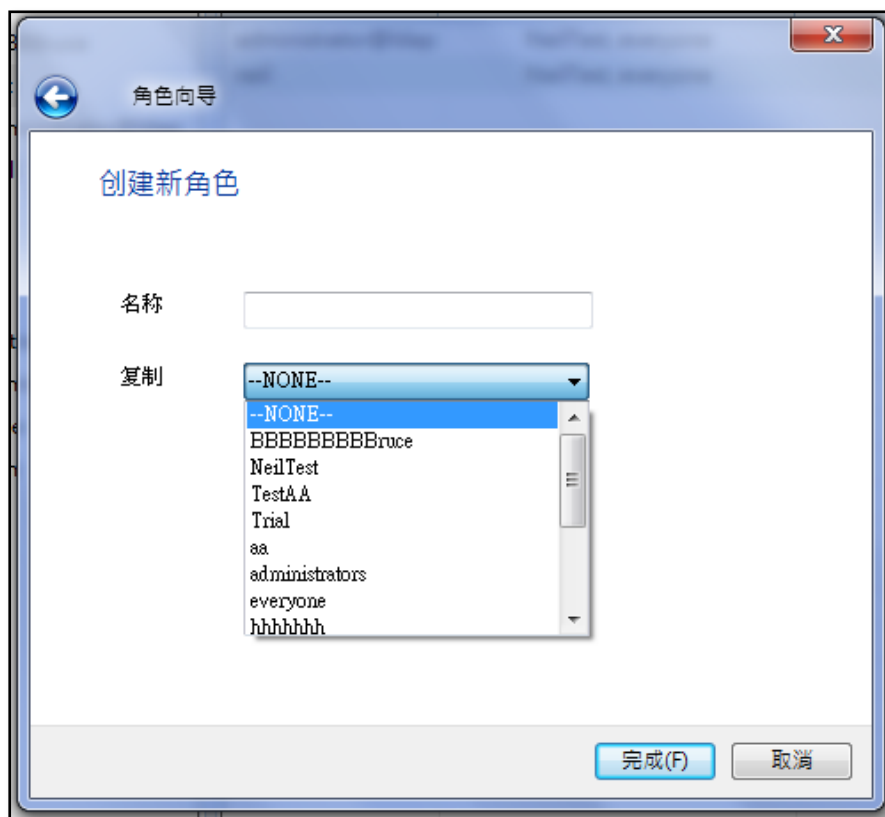 角色向导
创建新角色
名称
复制
--NONE--
--NONE--
BBBBBBBBBruce
NeilTest
TestAA
Trial
aa
administrators
everyone
hhhhhhh
完成(F)
取消